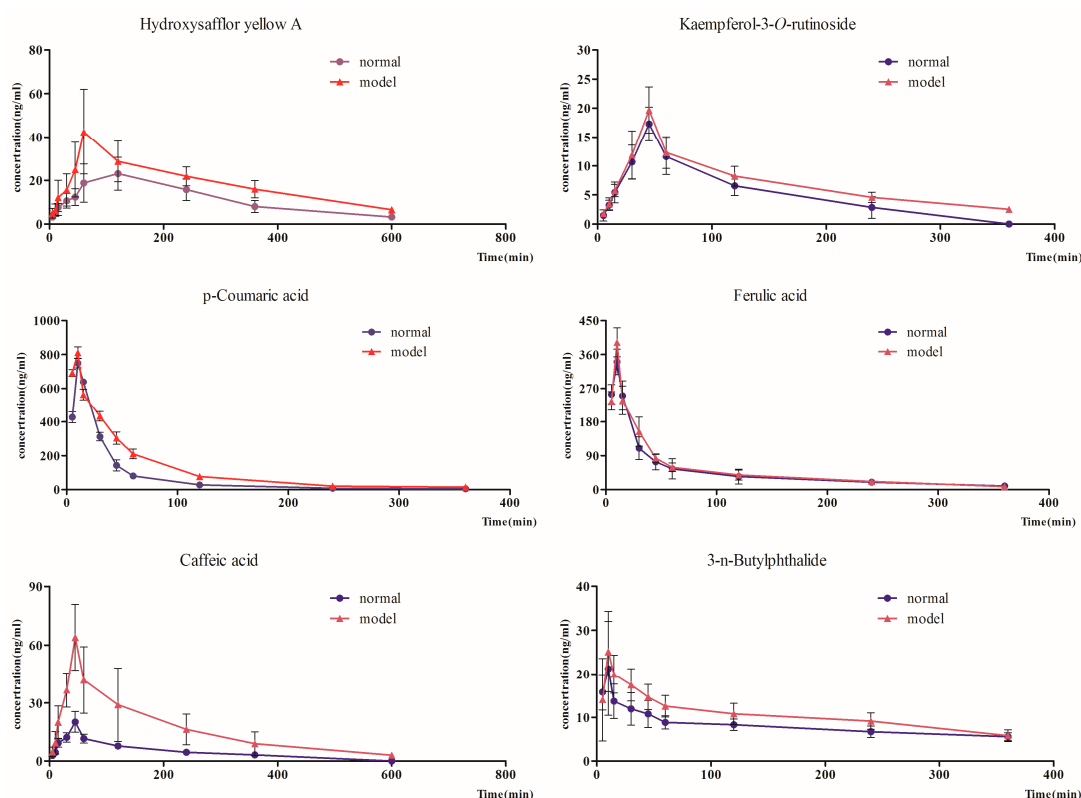 Hydroxysafflor yellow A
80
60
40
20
0
concertration(ng/ml)
normal
model
0
200
400
600
800
Time(min)
Kaempferol-3-O-rutinoside
30
25
20
15
10
5
0
concertration(ng/ml)
normal
model
0
100
200
300
400
Time(min)
p-Coumaric acid
1000
800
600
400
200
0
concertration(ng/ml)
normal
model
0
100
200
300
400
Time(min)
Ferulic acid
450
360
270
180
90
0
concertration(ng/ml)
normal
model
0
100
200
300
400
Time(min)
Caffeic acid
90
60
30
0
concertration(ng/ml)
normal
model
0
200
400
600
800
Time(min)
3-n-Butylphthalide
40
30
20
10
0
concertration(ng/ml)
normal
model
0
100
200
300
400
Time(min)